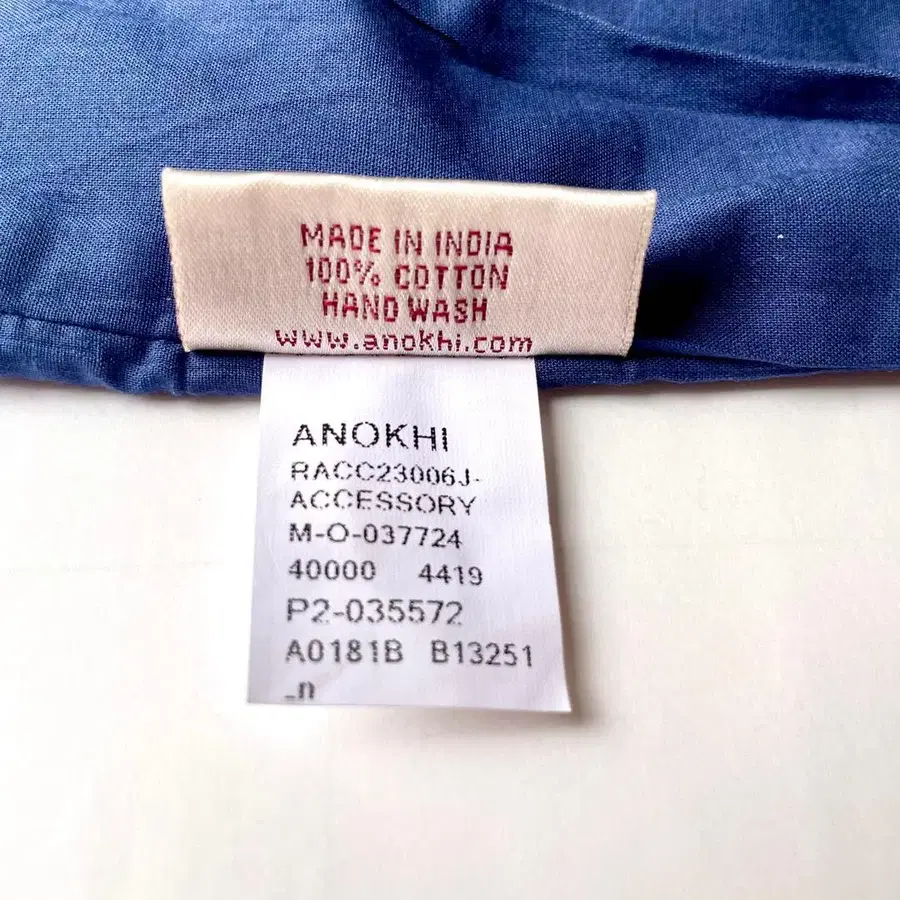 MADE IN INDIA
100% COTTON
HAND WASH
www.anokhi.com
ANOKHI
RACC23006J-
ACCESSORY
M-O-037724
40000 4419
P2-035572
A0181B B13251
_n